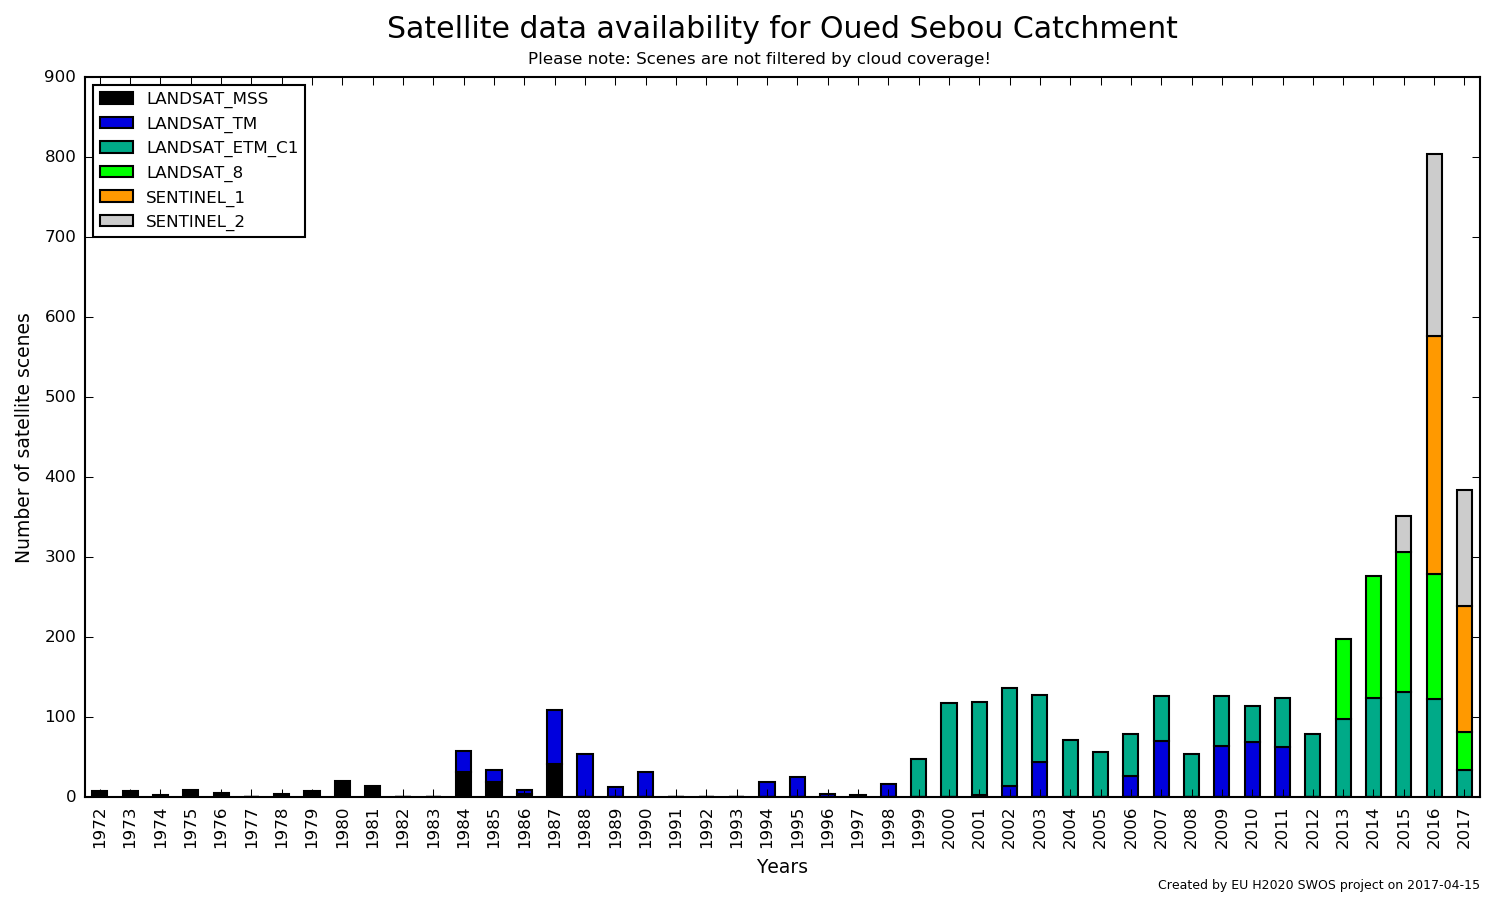 Satellite data availability for Oued Sebou Catchment
Please note: Scenes are not filtered by cloud coverage!
900
800
700
600
500
400
300
200
100
0
Number of satellite scenes
LANDSAT_MSS
LANDSAT_TM
LANDSAT_ETM_C1
LANDSAT_8
SENTINEL_1
SENTINEL_2
1972 1973 1974 1975 1976 1977 1978 1979 1980 1981 1982 1983 1984 1985 1986 1987 1988 1989 1990 1991 1992 1993 1994 1995 1996 1997 1998 1999 2000 2001 2002 2003 2004 2005 2006 2007 2008 2009 2010 2011 2012 2013 2014 2015 2016 2017
Years
Created by EU H2020 SWOS project on 2017-04-15